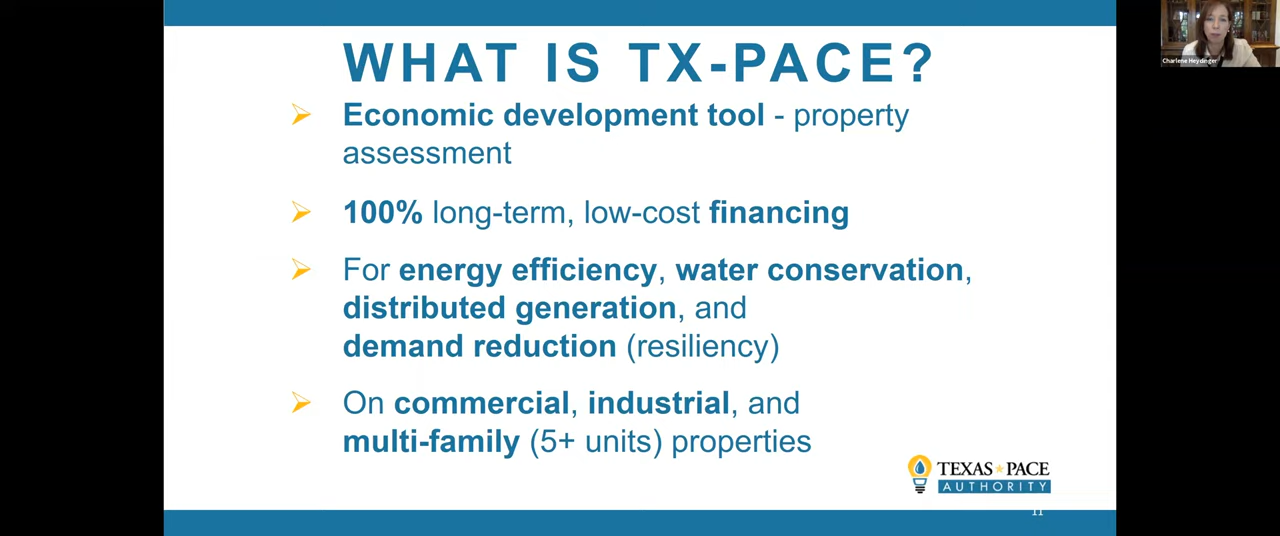 WHAT IS TX-PACE?
Economic development tool - property
assessment
100% long-term, low-cost financing
For energy efficiency, water conservation,
distributed generation, and
demand reduction (resiliency)
On commercial, industrial, and
multi-family (5+ units) properties
TEXAS PACE
AUTHORITY
11
Charlene Heydinger